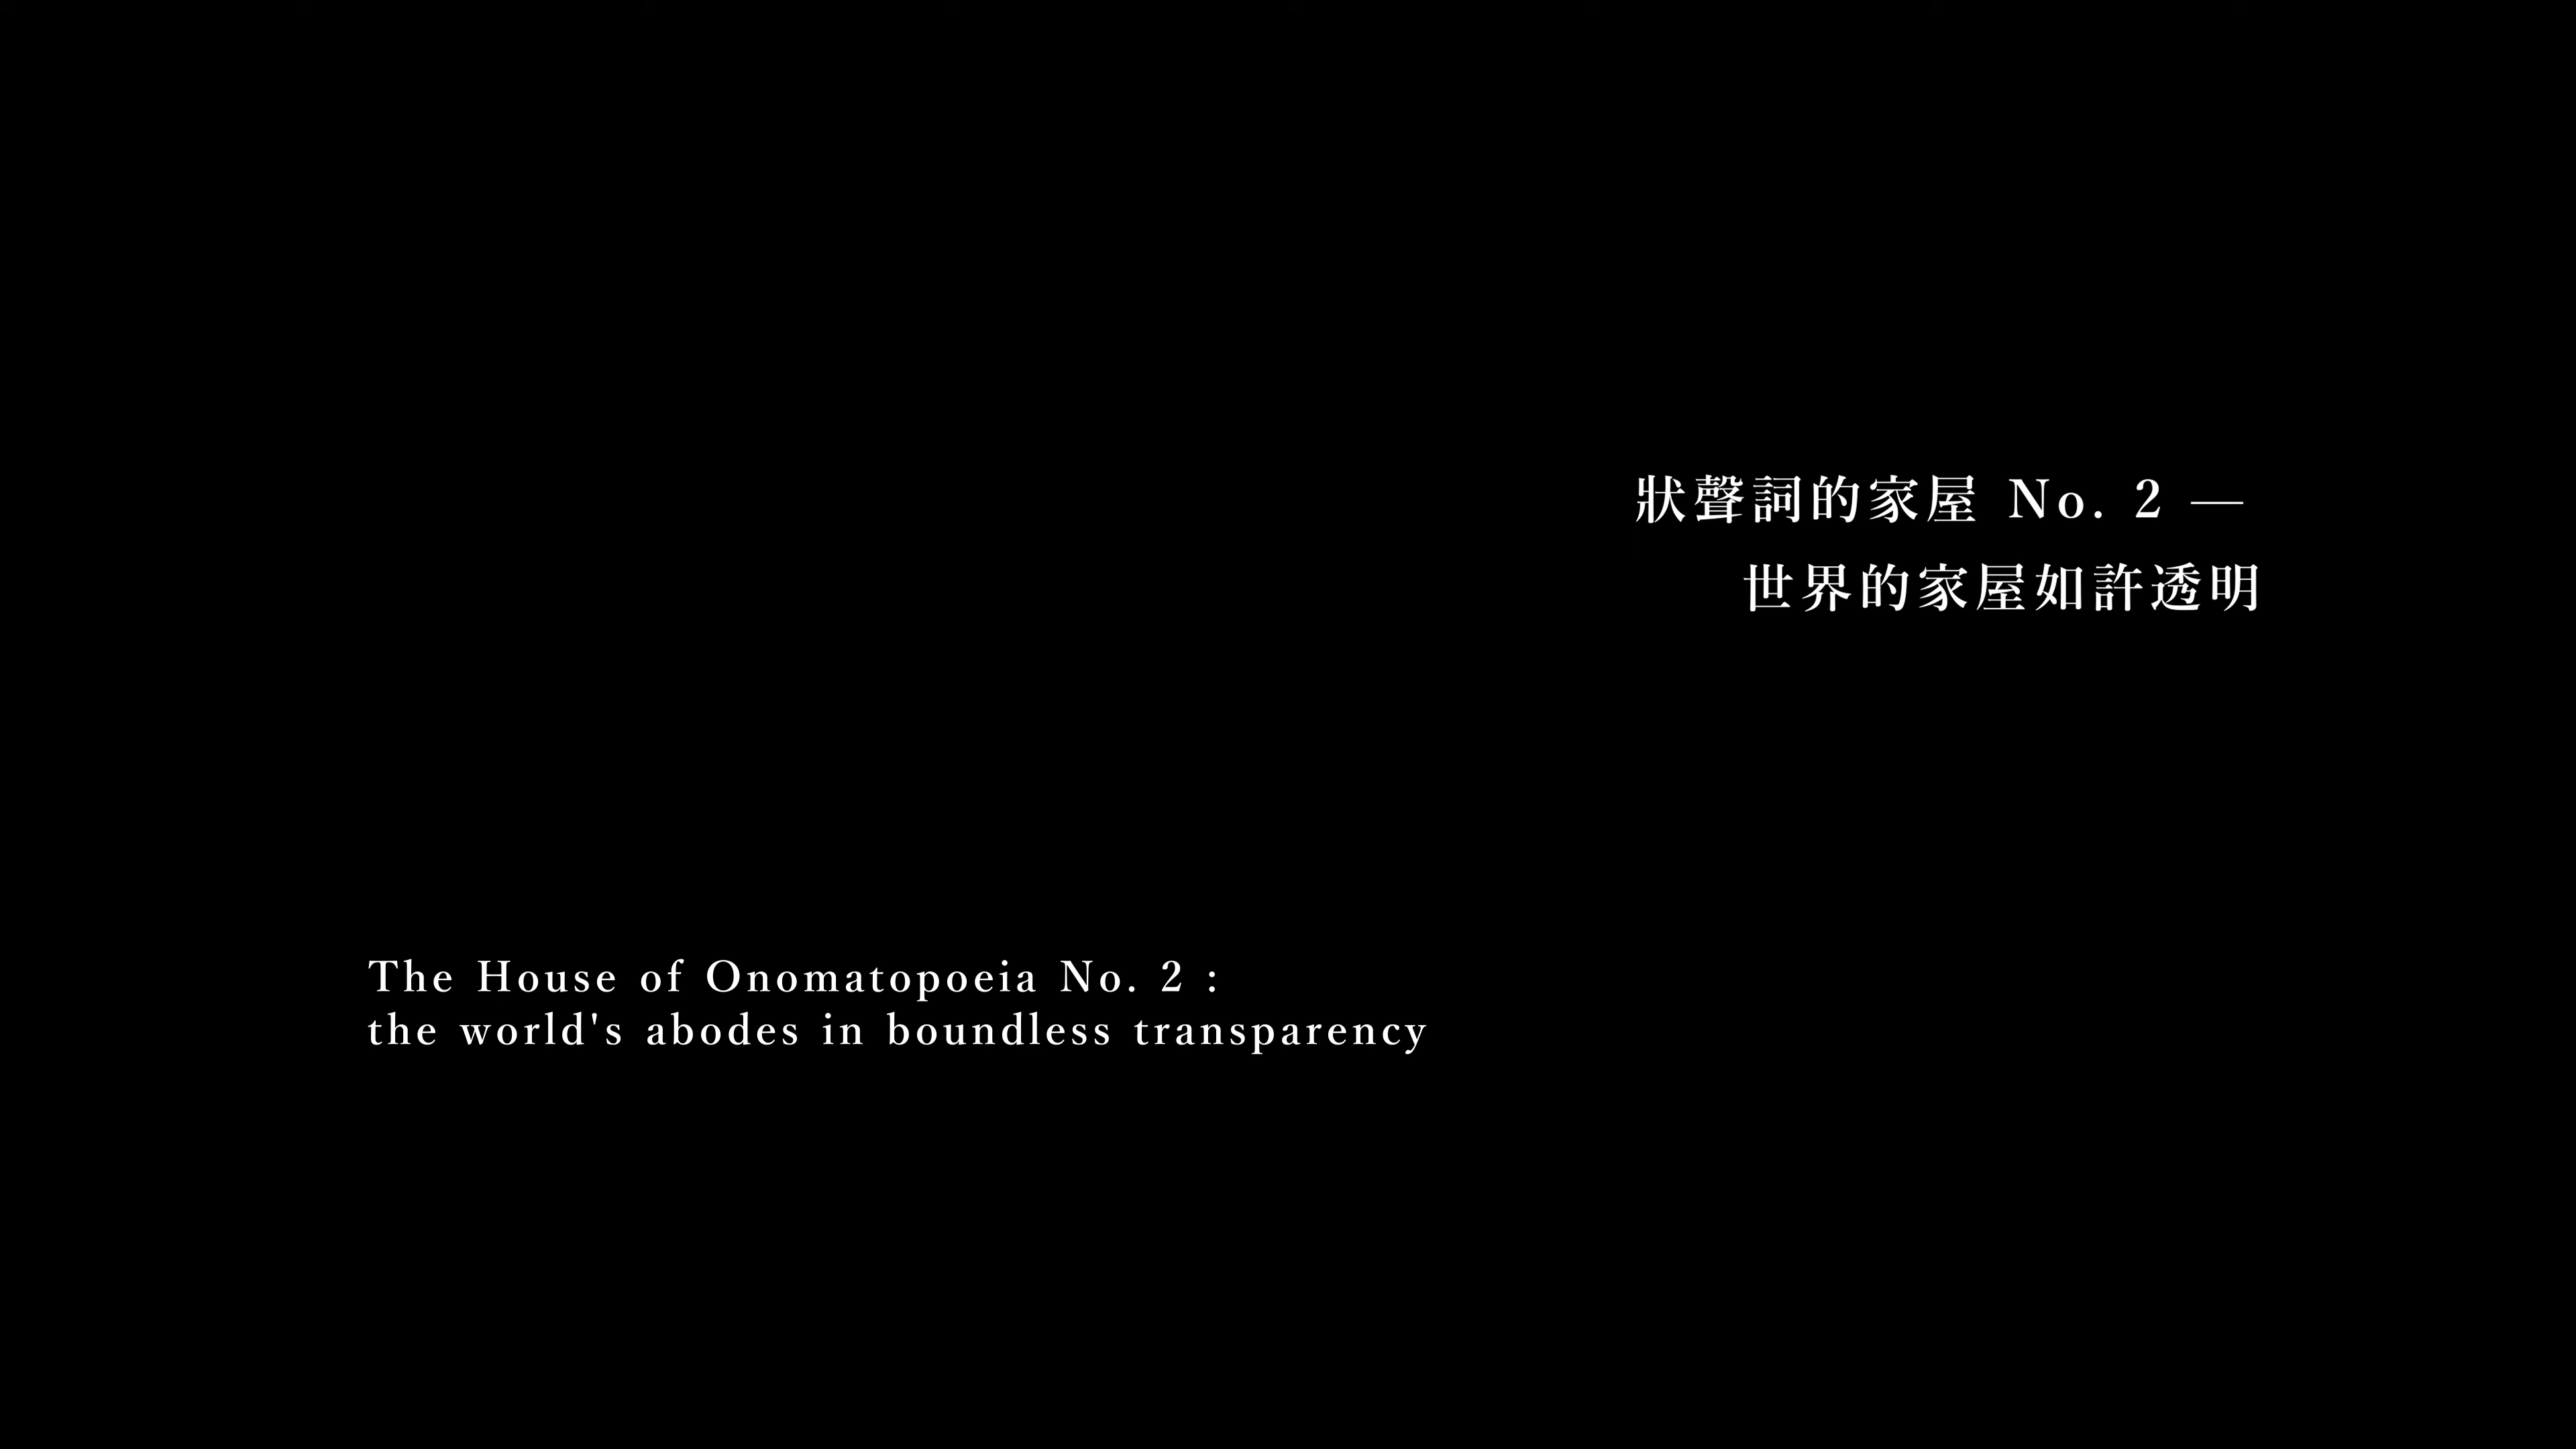 狀聲詞的家屋 No. 2 —
世界的家屋如許透明
The House of Onomatopoeia No. 2 :
the world's abodes in boundless transparency